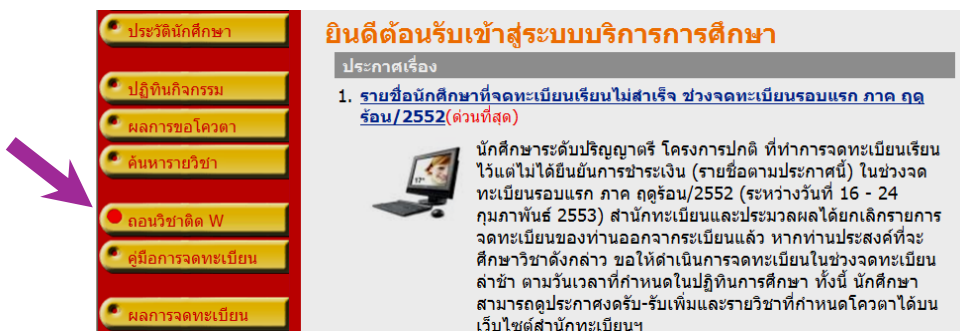 ประวัตินักศึกษา
ปฏิทินกิจกรรม
ผลการขอโควตา
ค้นหารายวิชา
ถอนวิชาติด W
คู่มือการจดทะเบียน
ผลการจดทะเบียน
ยินดีต้อนรับเข้าสู่ระบบบริการการศึกษา
ประกาศเรื่อง
1. รายชื่อนักศึกษาที่จดทะเบียนเรียนไม่สำเร็จ ช่วงจดทะเบียนรอบแรก ภาค ฤดู
ร้อน/2552(ด่วนที่สุด)
นักศึกษาระดับปริญญาตรี โครงการปกติ ที่ทำการจดทะเบียนเรียน
ไว้แต่ไม่ได้ยืนยันการชำระเงิน (รายชื่อตามประกาศนี้) ในช่วงจด
ทะเบียนรอบแรก ภาค ฤดูร้อน/2552 (ระหว่างวันที่ 16 - 24
กุมภาพันธ์ 2553) สำนักทะเบียนและประมวลผลได้ยกเลิกรายการ
จดทะเบียนของท่านออกจากระเบียนแล้ว หากท่านประสงค์ที่จะ
ศึกษาวิชาดังกล่าว ขอให้ดำเนินการจดทะเบียนในช่วงจดทะเบียน
ล่าช้า ตามวันเวลาที่กำหนดในปฏิทินการศึกษา ทั้งนี้ นักศึกษา
สามารถดูประกาศงดรับ-รับเพิ่มและรายวิชาที่กำหนดโควตาได้บน
เว็บไซต์สำนักทะเบียนฯ